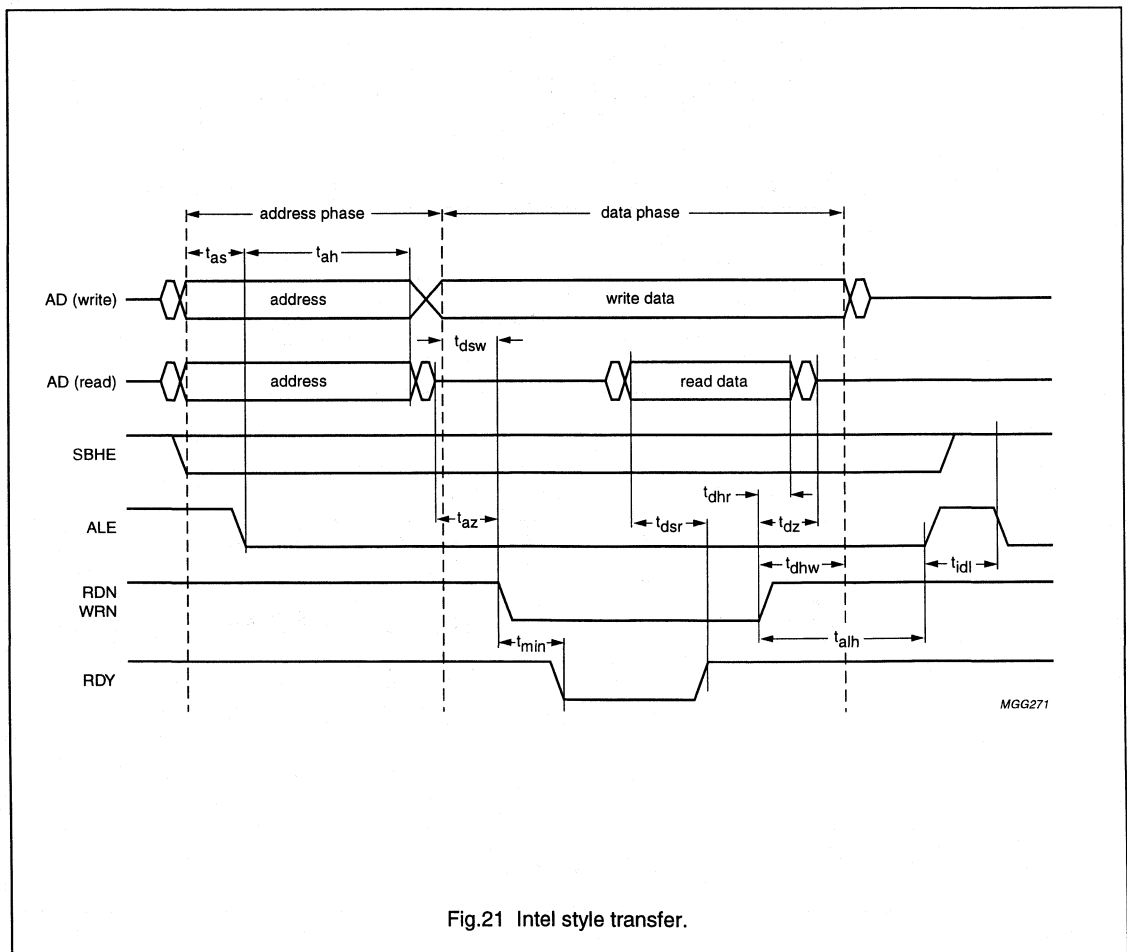 address phase data phase
tas tah
AD (write) address write data
tdsw
AD (read) address read data
SBHE
tdhr
ALE taz tdsr tdz
tdhw tidl
RDN
WRN
tmin talh
RDY
MGG271
Fig.21 Intel style transfer.